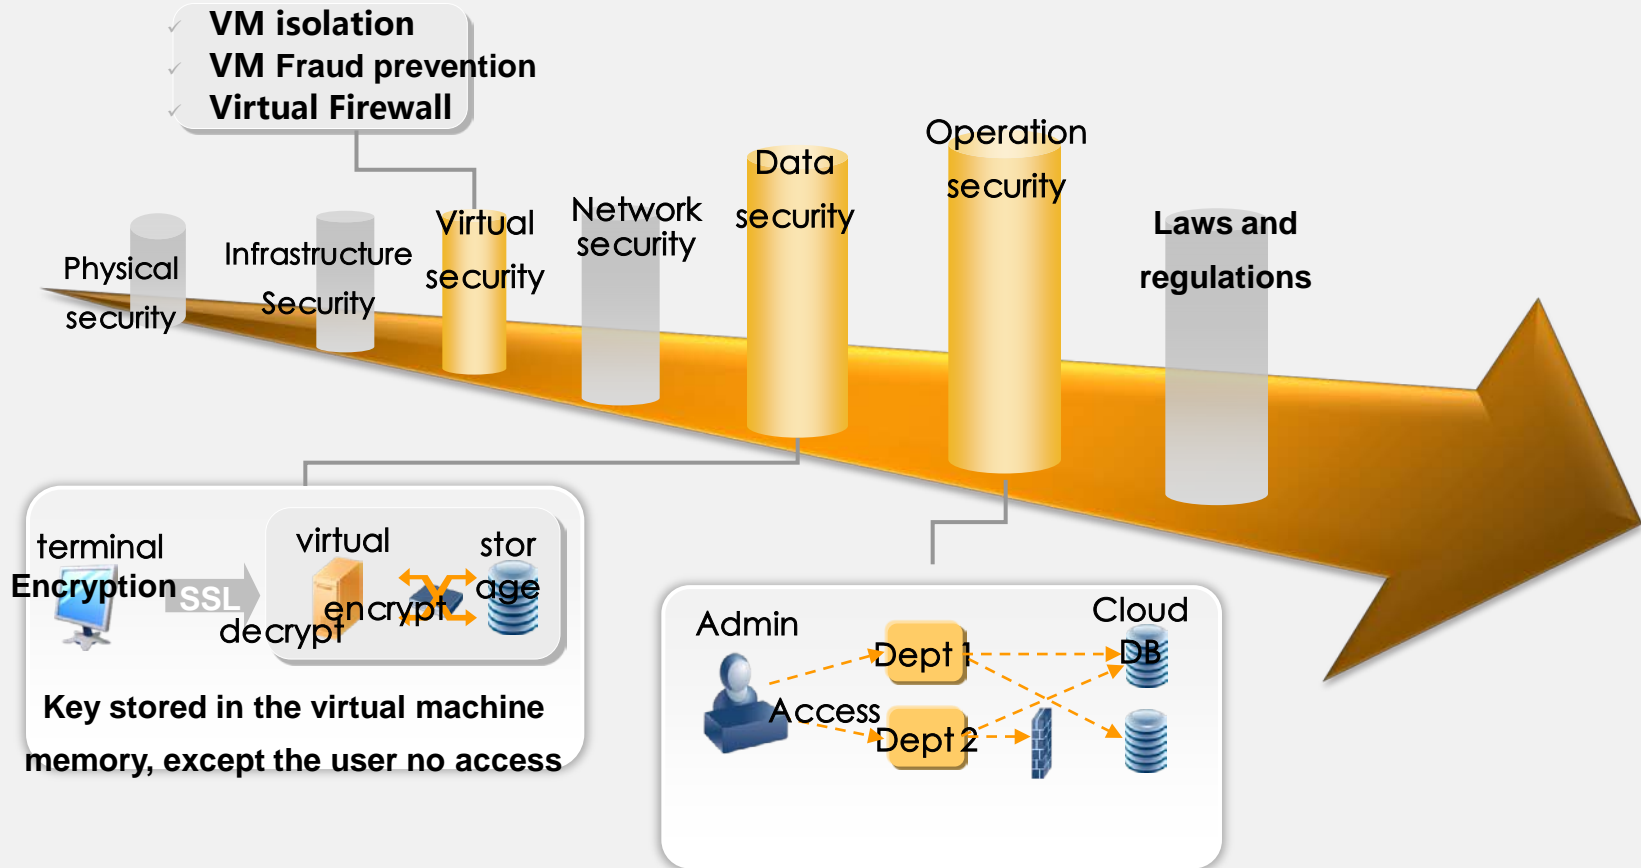 VM isolation
VM Fraud prevention
Virtual Firewall
Physical
security
Infrastructure
Security
Virtual
security
Network
security
Data
security
Operation
security
Laws and
regulations
terminal
Encryption
SSL
virtual
decrypt
encrypt
stor
age
Key stored in the virtual machine
memory, except the user no access
Admin
Access
Dept 1
Dept 2
Cloud
DB